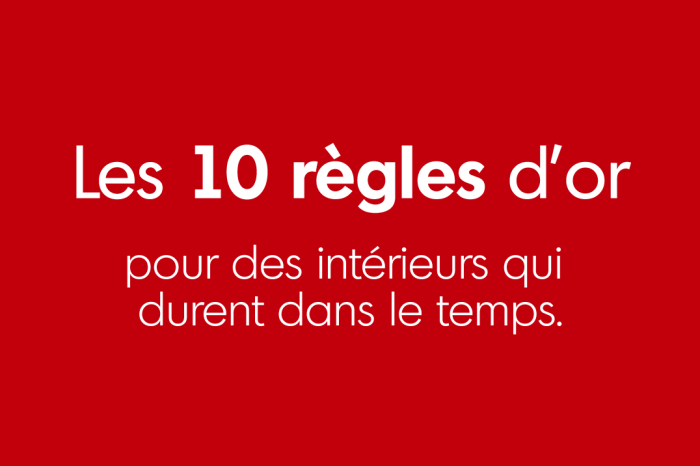 Les 10 règles d’or
pour des intérieurs qui
durent dans le temps.